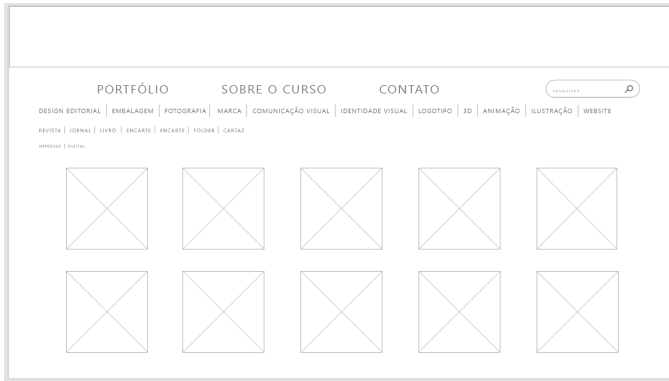 PORTFÓLIO SOBRE O CURSO CONTATO PESQUISAR
DESIGN EDITORIAL | EMBALAGEM | FOTOGRAFIA | MARCA | COMUNICAÇÃO VISUAL | IDENTIDADE VISUAL | LOGOTIPO | 3D | ANIMAÇÃO | ILUSTRAÇÃO | WEBSITE
REVISTA | JORNAL | LIVRO | ENCARTE | ENCARTE | FOLDER | CARTAZ
IMPRESSO | DIGITAL